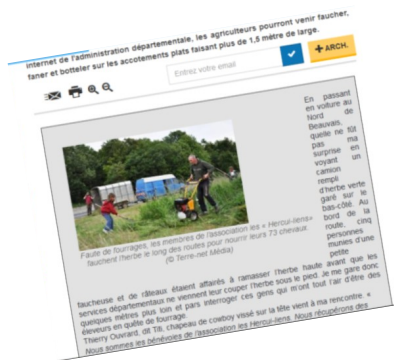 internet de l'administration départementale, les agriculteurs pourront venir faucher,
faner et botteler sur les accotements plats faisant plus de 1,5 mètre de large.
Entrez votre email
+ ARCH.
En passant
en voiture au
Nord de
Beauvais,
quelle ne fût
pas ma
surprise en
voyant un
camion
rempli
d'herbe verte
garé sur le
bas-côté. Au
bord de la
route, cinq
personnes
munies d'une
petite
Faute de fourrages, les membres de l'association les « Hercul-liens»
fauchent l'herbe le long des routes pour nourrir leurs 73 chevaux.
(© Terre-net Média)
faucheuse et de râteaux étaient affairés à ramasser l'herbe haute avant que les
services départementaux ne viennent leur couper l'herbe sous le pied. Je me gare donc
quelques mètres plus loin et pars interroger ces gens qui m'ont tout l'air d'être des
éleveurs en quête de fourrage.
Thierry Ouvrard, dit Titi, chapeau de cowboy vissé sur la tête vient à ma rencontre. «
Nous sommes les bénévoles de l'association les Hercul-liens. Nous récupérons des